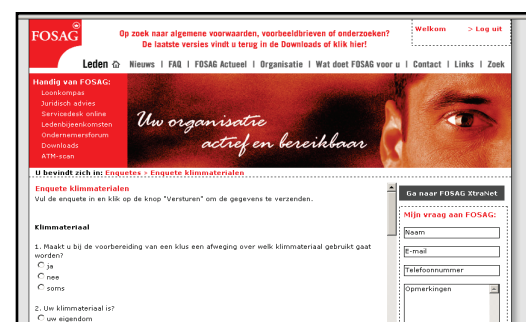 FOSAG
Op zoek naar algemene voorwaarden, voorbeeldbrieven of onderzoeken?
De laatste versies vindt u terug in de Downloads of klik hier!
Welkom > Log uit
Leden Nieuws | FAQ | FOSAG Actueel | Organisatie | Wat doet FOSAG voor u | Contact | Links | Zoek
Handig van FOSAG:
Loonkompas
Juridisch advies
Servicedesk online
Ledenbijeenkomsten
Ondernemersforum
Downloads
ATM-scan
Uw organisatie
actief en bereikbaar
U bevindt zich in: Enquetes > Enquete klimmaterialen
Enquete klimmaterialen
Vul de enquete in en klik op de knop "Versturen" om de gegevens te verzenden.
Klimmateriaal
1. Maakt u bij de voorbereiding van een klus een afweging over welk klimmateriaal gebruikt gaat
worden?
ja
nee
soms
2. Uw klimmateriaal is?
uw eigendom
Ga naar FOSAG XtraNet
Mijn vraag aan FOSAG:
Naam
E-mail
Telefoonnummer
Opmerkingen